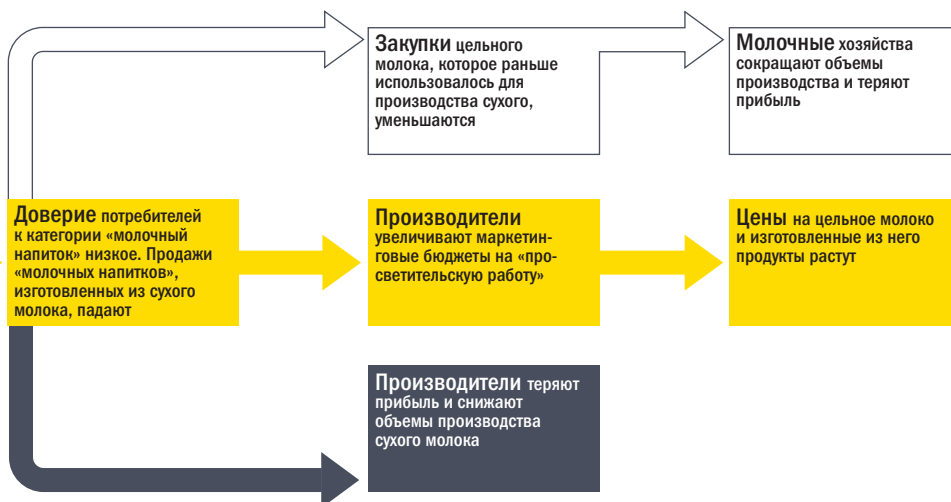 Закупки цельного
молока, которое раньше
использовалось для
производства сухого,
уменьшаются
Молочные хозяйства
сокращают объемы
производства и теряют
прибыль
Доверие потребителей
к категории «молочный
напиток» низкое. Продажи
«молочных напитков»,
изготовленных из сухого
молока, падают
Производители
увеличивают маркетин-
говые бюджеты на «про-
светительскую работу»
Цены на цельное молоко
и изготовленные из него
продукты растут
Производители теряют
прибыль и снижают
объемы производства
сухого молока